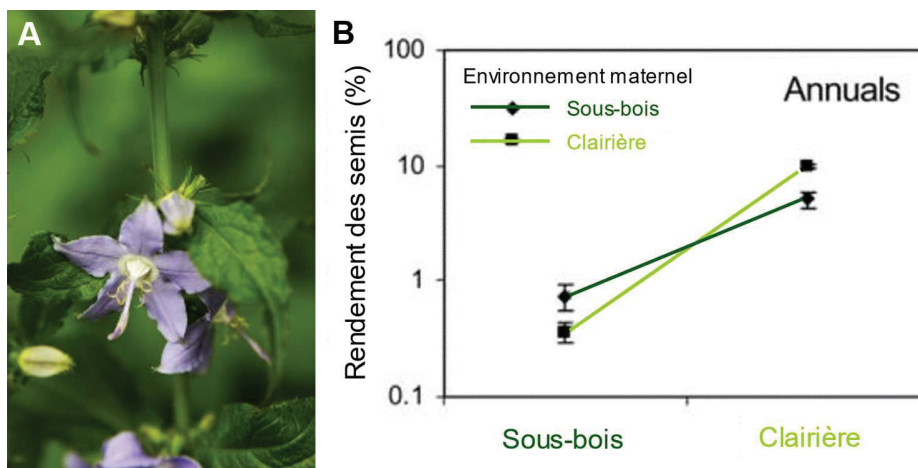 A
B
Rendement des semis (%)
100
10
1
0.1
Environnement maternel
Sous-bois
Clairière
Annuals
Sous-bois
Clairière